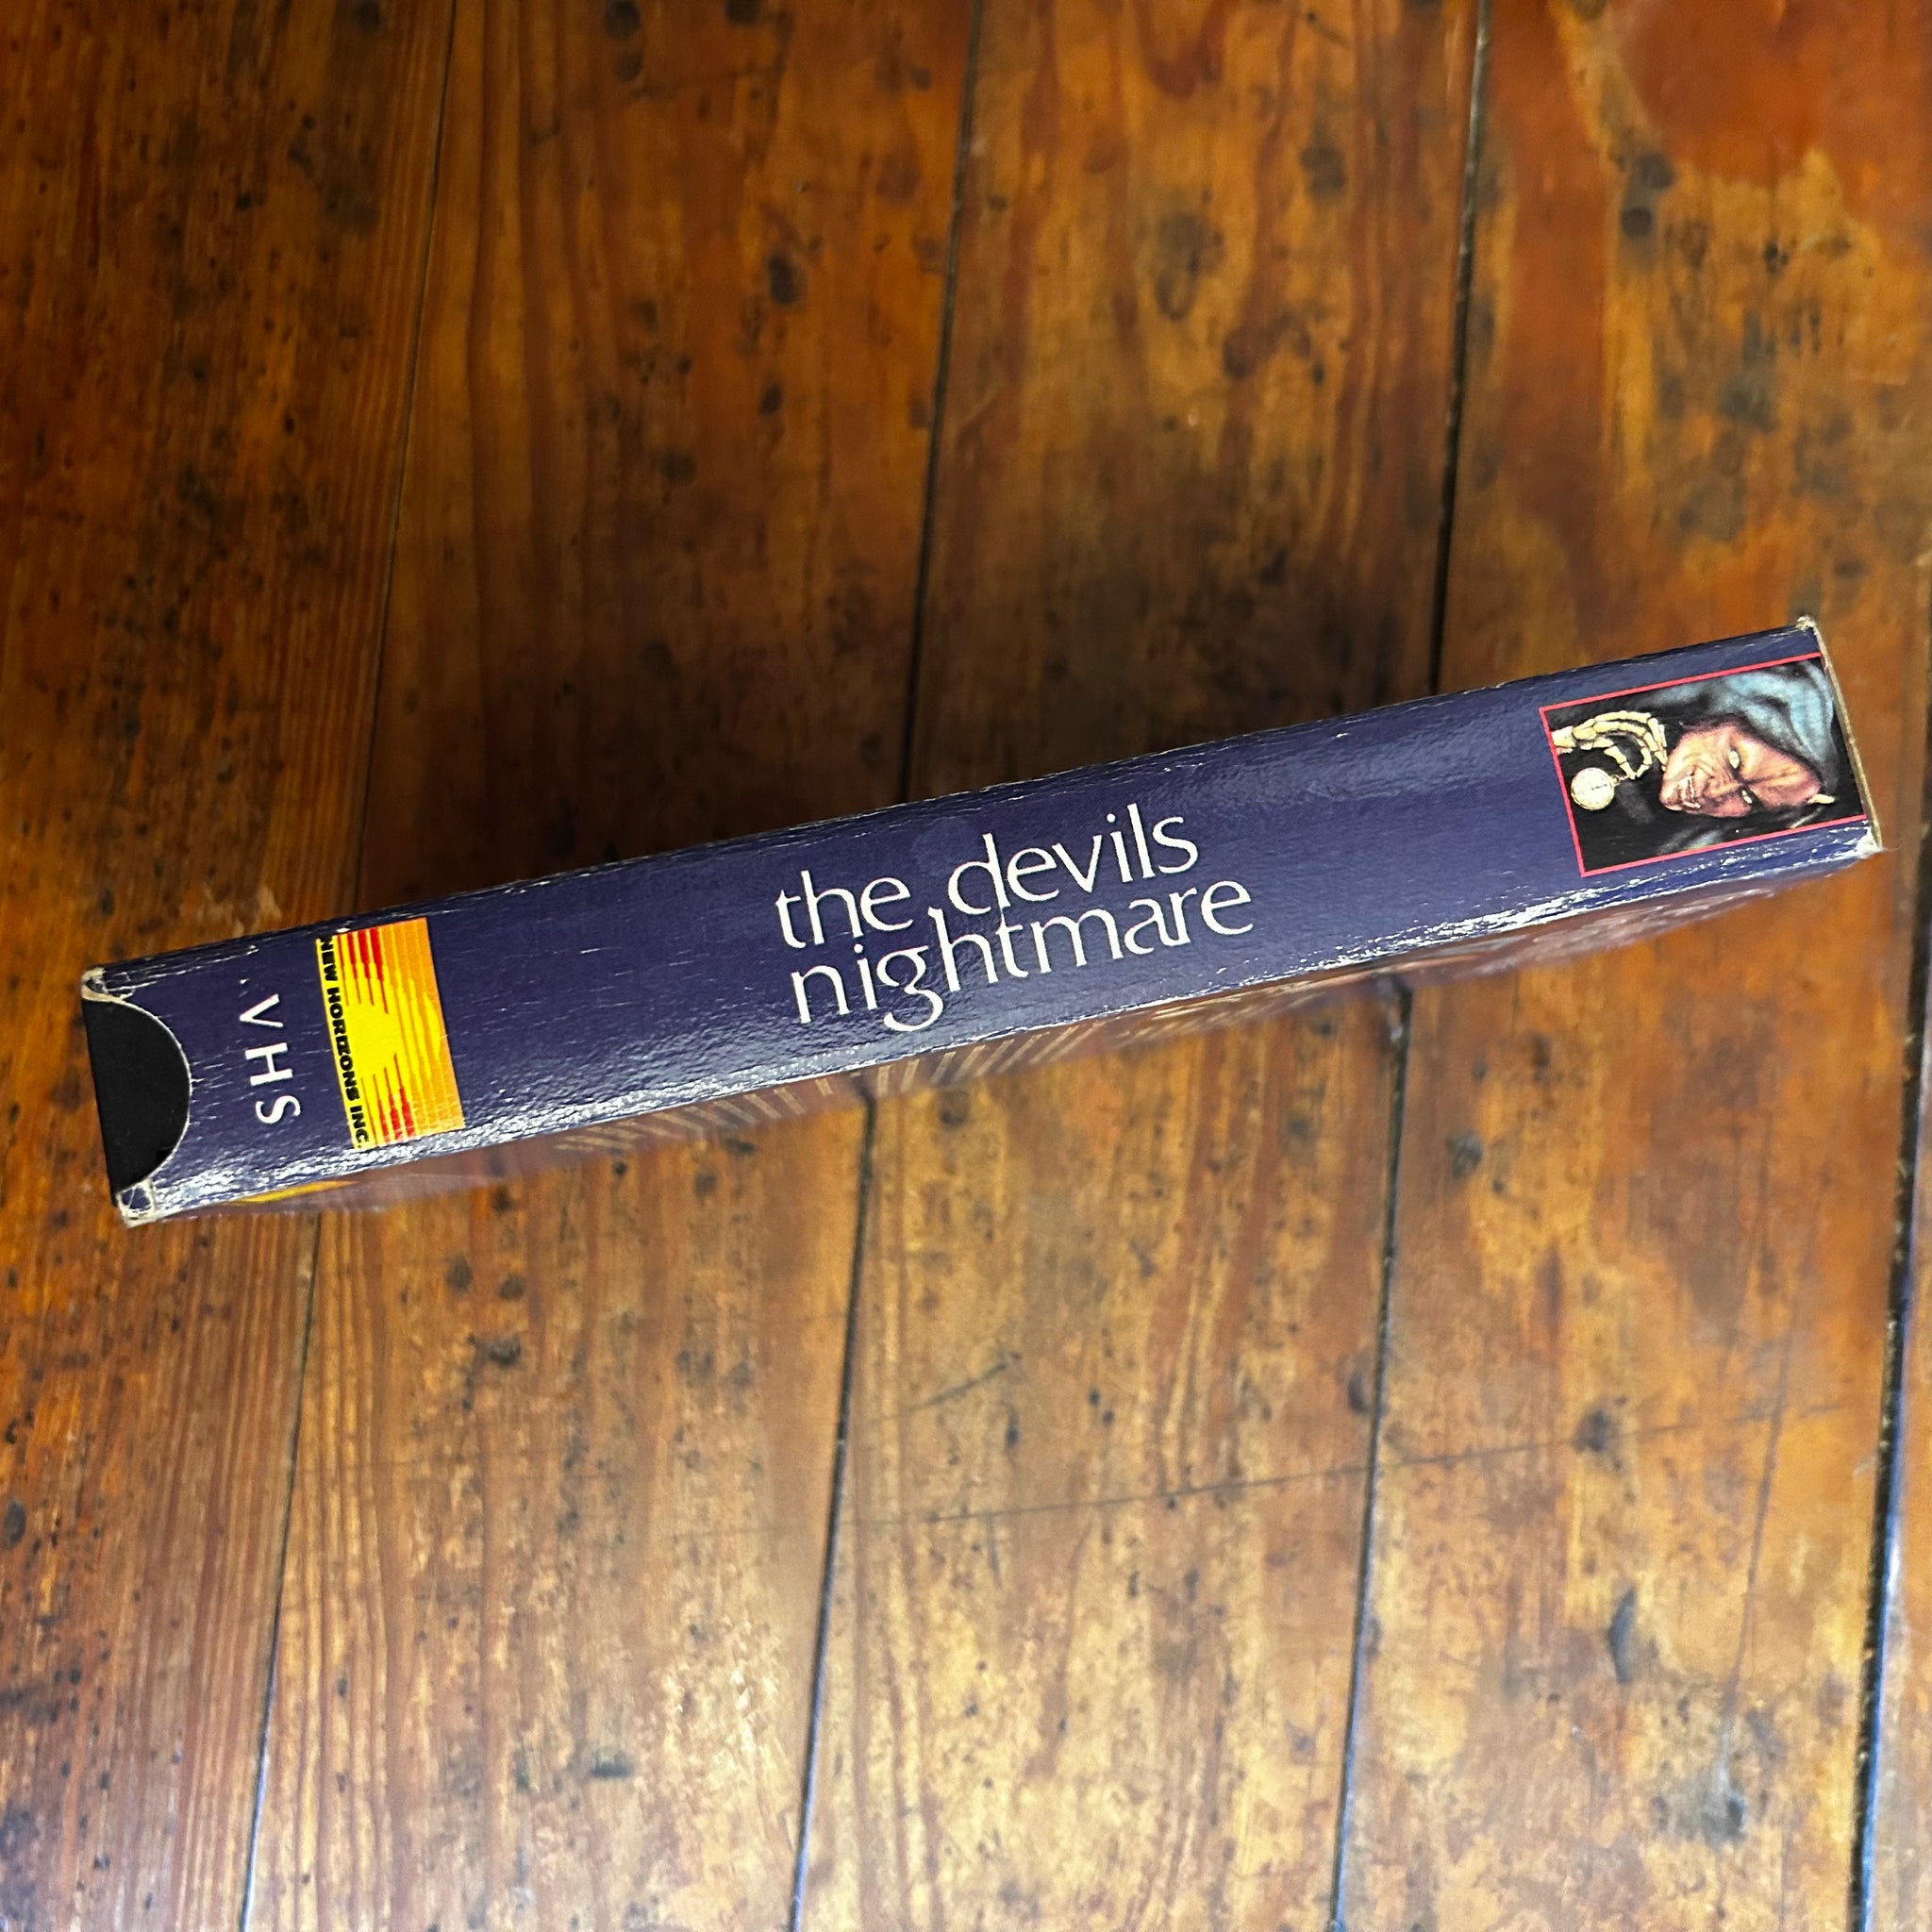 VHS
NEW HORIZONS INC.
the devils
nightmare